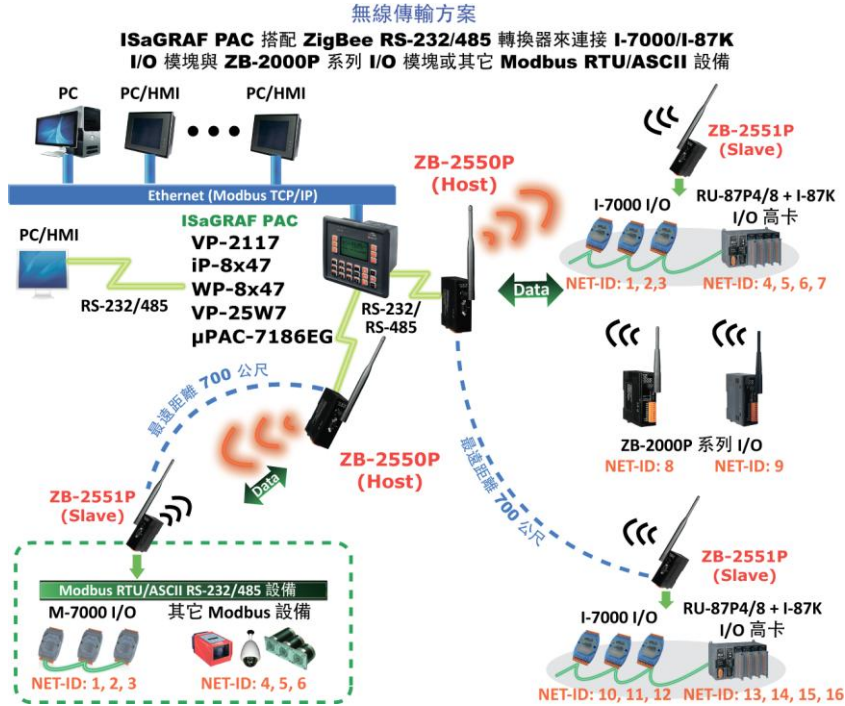 無線傳輸方案
ISaGRAF PAC 搭配 ZigBee RS-232/485 轉換器來連接 I-7000/I-87K
I/O 模塊與 ZB-2000P 系列 I/O 模塊或其它 Modbus RTU/ASCII 設備
PC
PC/HMI
PC/HMI
Ethernet (Modbus TCP/IP)
PC/HMI
RS-232/485
ISaGRAF PAC
VP-2117
iP-8x47
WP-8x47
VP-25W7
µPAC-7186EG
RS-232/
RS-485
ZB-2550P
(Host)
Data
ZB-2551P
(Slave)
I-7000 I/O
RU-87P4/8 + I-87K
I/O 高卡
NET-ID: 1, 2,3
NET-ID: 4, 5, 6, 7
ZB-2000P 系列 I/O
NET-ID: 8
NET-ID: 9
最遠距離 700 公尺
最遠距離 700 公尺
ZB-2550P
(Host)
Data
ZB-2551P
(Slave)
Modbus RTU/ASCII RS-232/485 設備
M-7000 I/O
其它 Modbus 設備
NET-ID: 1, 2, 3
NET-ID: 4, 5, 6
ZB-2551P
(Slave)
I-7000 I/O
RU-87P4/8 + I-87K
I/O 高卡
NET-ID: 10, 11, 12
NET-ID: 13, 14, 15, 16